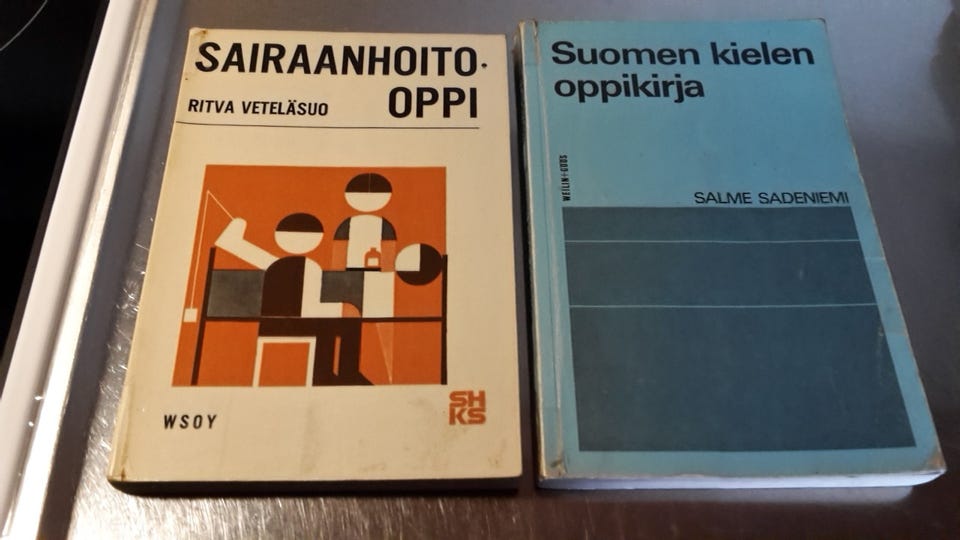 SAIRAANHOITO-
OPPI
RITVA VETELÄSUO
WSOY
SH
KS
Suomen kielen
oppikirja
WEILIN+GÖÖS
SALME SADENIEMI